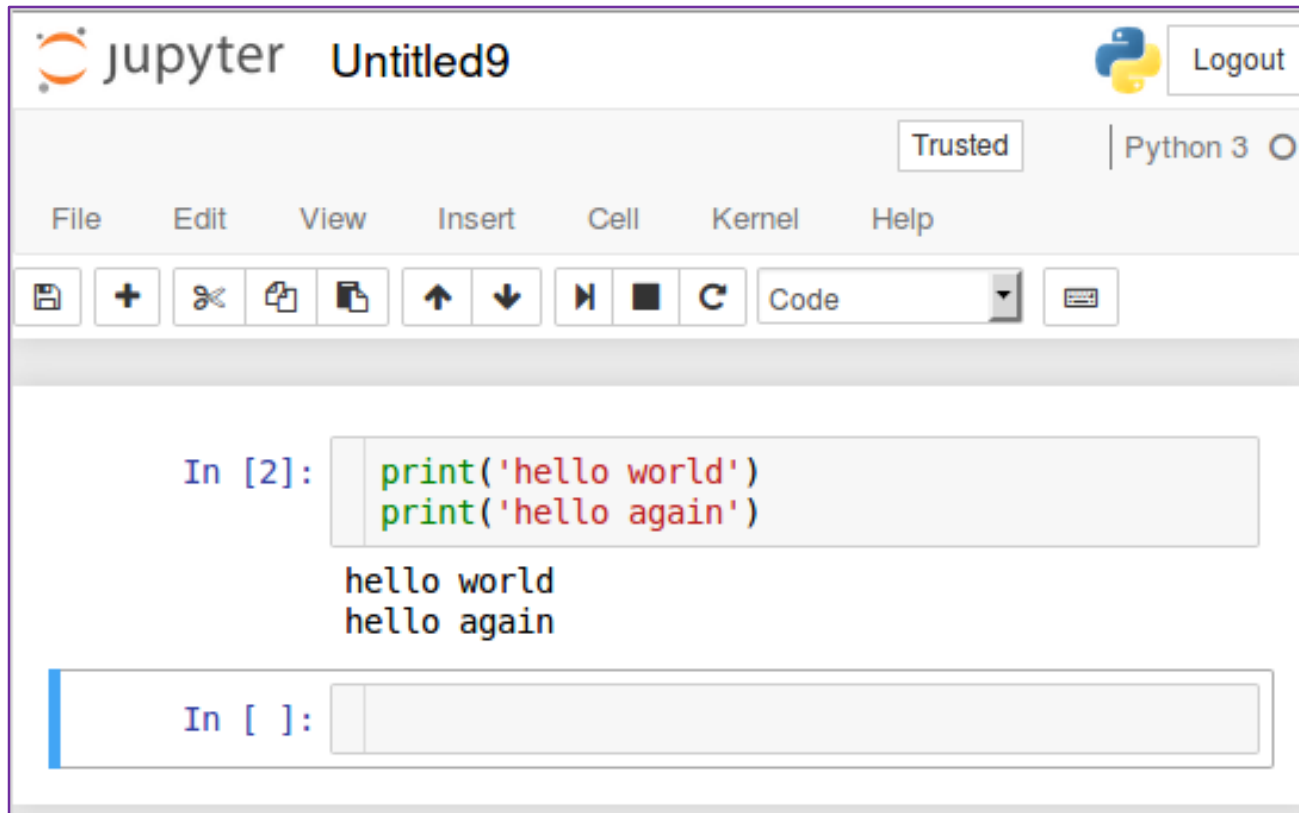 jupyter Untitled9 Logout
Trusted Python 3
File Edit View Insert Cell Kernel Help
Code
In [2]: print('hello world')
print('hello again')
hello world
hello again
In [ ]: